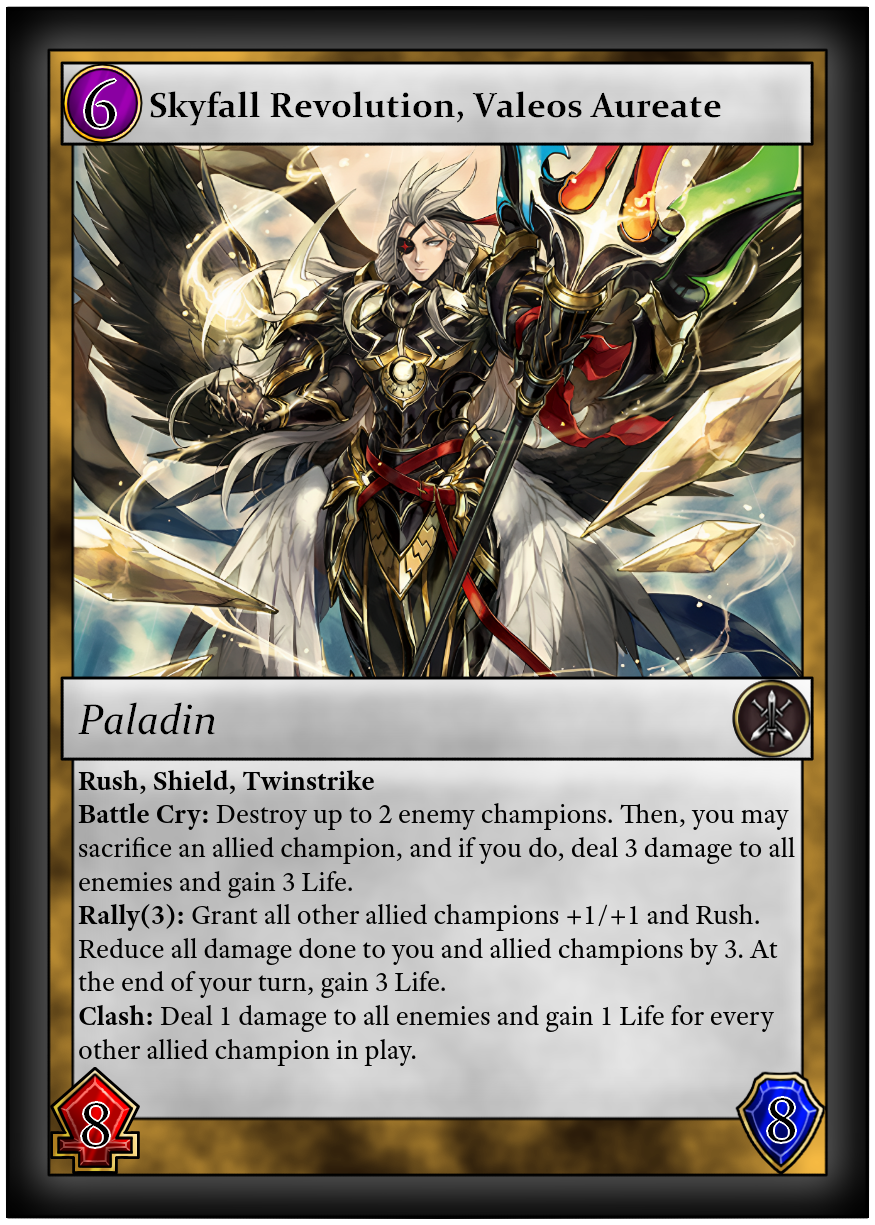 6 Skyfall Revolution, Valeos Aureate
Paladin
Rush, Shield, Twinstrike
Battle Cry: Destroy up to 2 enemy champions. Then, you may
sacrifice an allied champion, and if you do, deal 3 damage to all
enemies and gain 3 Life.
Rally(3): Grant all other allied champions +1/+1 and Rush.
Reduce all damage done to you and allied champions by 3. At
the end of your turn, gain 3 Life.
Clash: Deal 1 damage to all enemies and gain 1 Life for every
other allied champion in play.
8 8